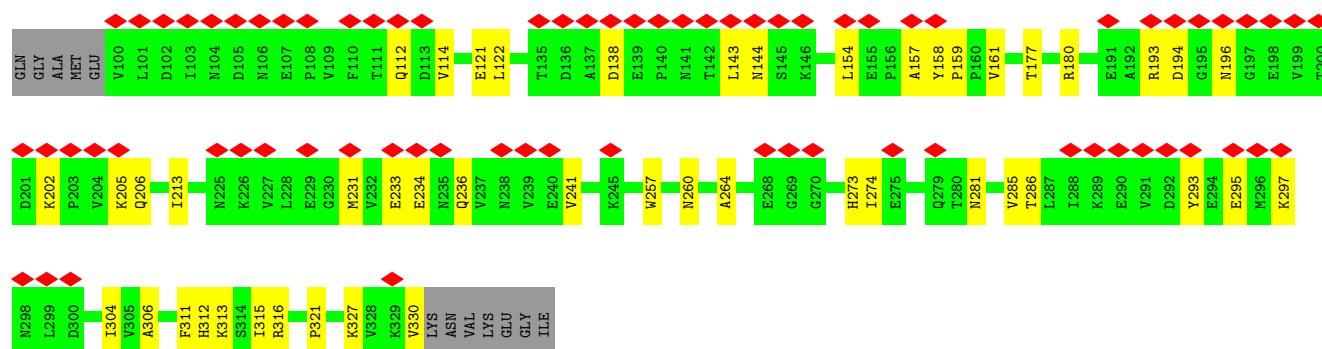 GLN GLY ALA MET GLU V100 L101 D102 I103 N104 D105 N106 E107 P108 V109 F110 T111 Q112 D113 V114 E121 L122 T135 D136 A137 D138 E139 P140 N141 T142 L143 N144 S145 K146 L154 E155 P156 A157 Y158 P159 P160 V161 T177 R180 E191 A192 R193 D194 G195 N196 G197 E198 V199 T200
D201 K202 P203 V204 K205 Q206 I213 N225 K226 V227 L228 E229 G230 M231 V232 E233 E234 N235 Q236 V237 N238 V239 E240 V241 K245 W257 N260 A264 E268 G269 G270 H273 I274 E275 Q279 T280 N281 V285 T286 L287 I288 K289 E290 V291 D292 Y293 E294 E295 M296 K297
N298 L299 D300 I304 V305 A306 F311 H312 K313 S314 I315 R316 P321 K327 V328 K329 V330 LYS ASN VAL LYS GLU GLY ILE